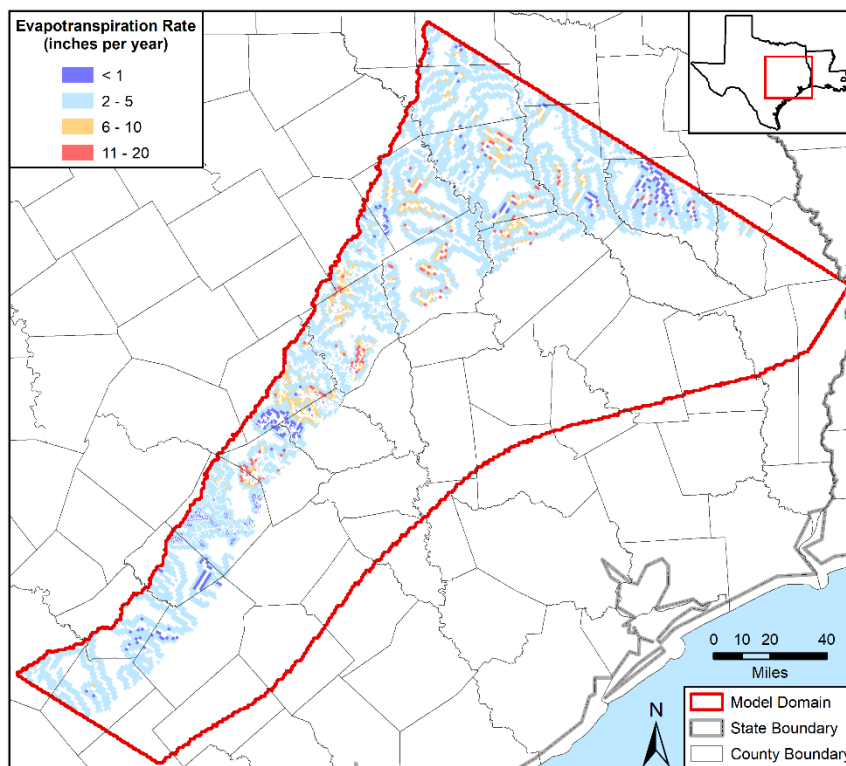 Evapotranspiration Rate
(inches per year)
< 1
2 - 5
6 - 10
11 - 20
0 10 20 40
Miles
N
Model Domain
State Boundary
County Boundary